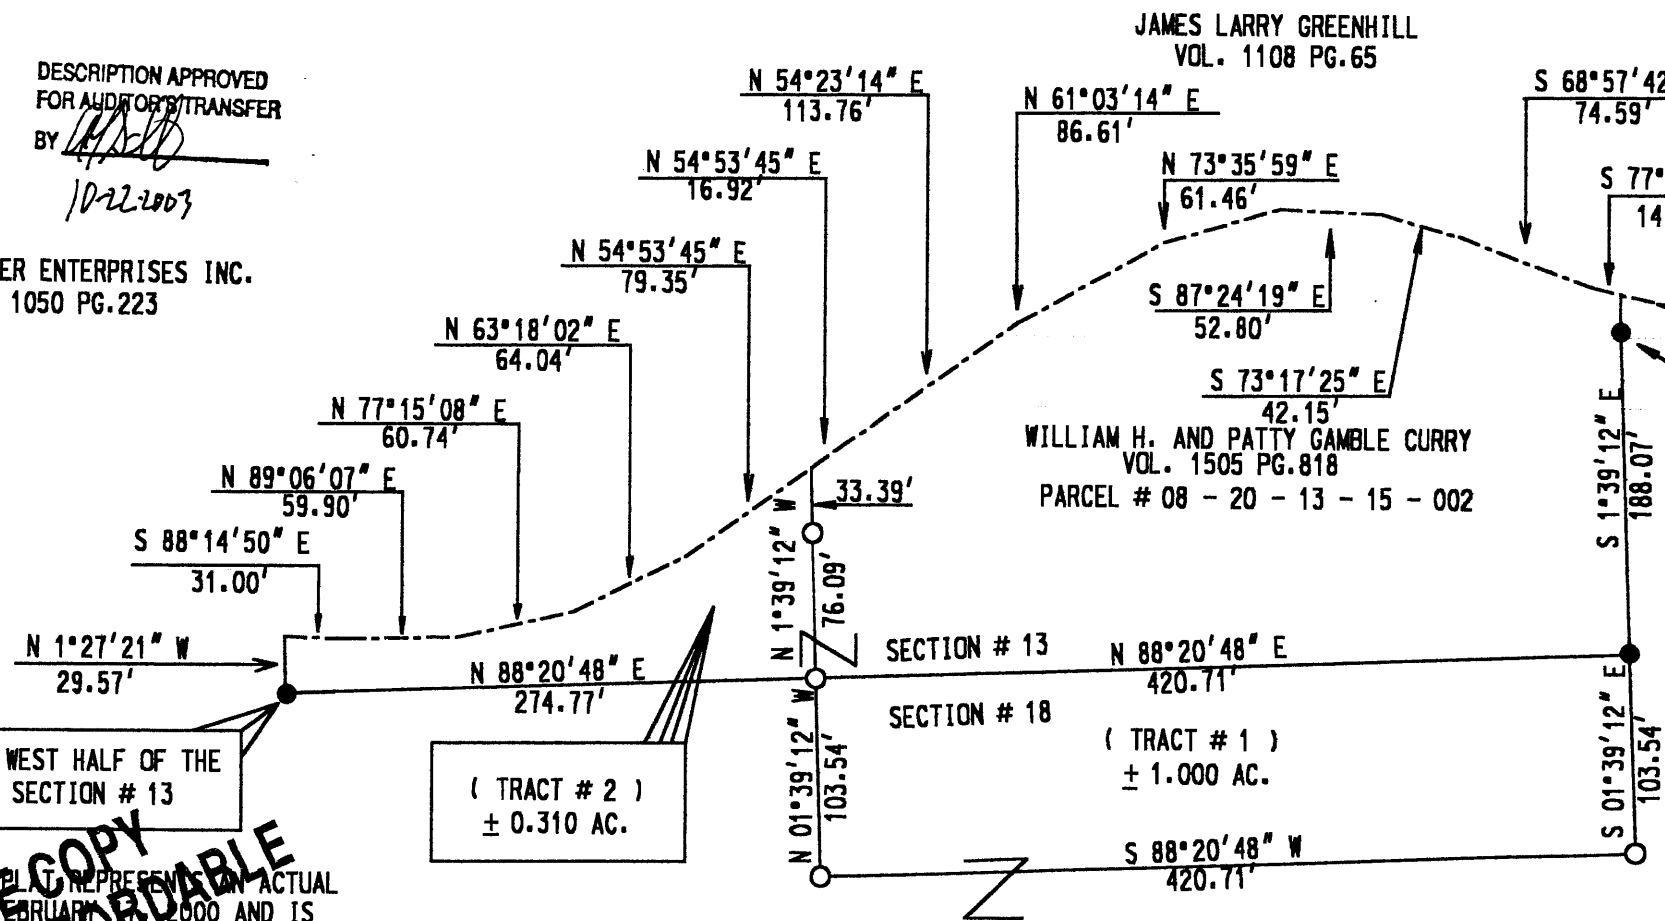 JAMES LARRY GREENHILL
VOL. 1108 PG.65
DESCRIPTION APPROVED
FOR AUDITOR'S TRANSFER
BY
10-22-2003
ER ENTERPRISES INC.
1050 PG.223
N 54°23'14" E
113.76'
N 61°03'14" E
86.61'
S 68°57'42
74.59'
N 54°53'45" E
16.92'
N 73°35'59" E
61.46'
S 77°
14
N 54°53'45" E
79.35'
S 87°24'19" E
52.80'
N 63°18'02" E
64.04'
S 73°17'25" E
42.15'
N 77°15'08" E
60.74'
WILLIAM H. AND PATTY GAMBLE CURRY
VOL. 1505 PG.818
PARCEL # 08 - 20 - 13 - 15 - 002
N 89°06'07" E
59.90'
33.39'
S 88°14'50" E
31.00'
N 1°39'12" W
76.09'
S 1°39'12" E
188.07'
N 1°27'21" W
29.57'
N 88°20'48" E
274.77'
SECTION # 13
N 88°20'48" E
420.71'
SECTION # 18
WEST HALF OF THE
SECTION # 13
( TRACT # 2 )
± 0.310 AC.
N 01°39'12" W
103.54'
( TRACT # 1 )
± 1.000 AC.
S 01°39'12" E
103.54'
S 88°20'48" W
420.71'
E COPY
ORDABLE
PLAT REPRESENTS AN ACTUAL
EBRUARY 2000 AND IS